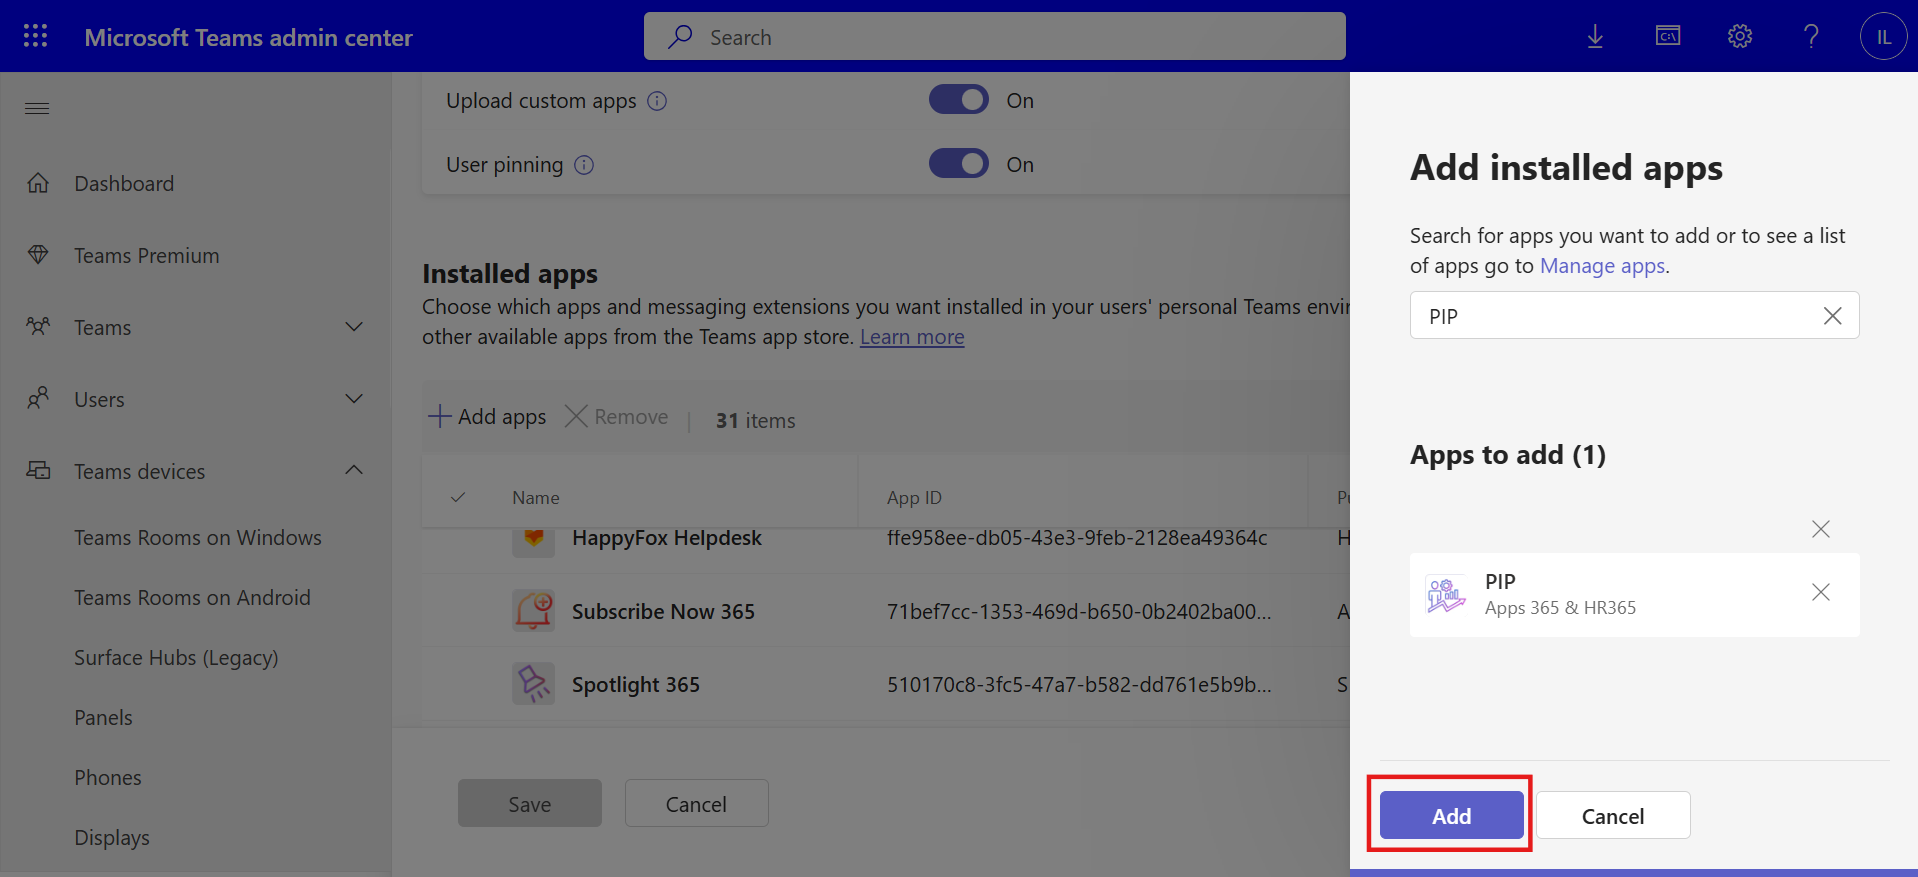 Microsoft Teams admin center
Search
IL
Dashboard
Teams Premium
Teams
Users
Teams devices
Teams Rooms on Windows
Teams Rooms on Android
Surface Hubs (Legacy)
Panels
Phones
Displays
Upload custom apps
On
User pinning
On
Installed apps
Choose which apps and messaging extensions you want installed in your users' personal Teams envir
other available apps from the Teams app store. Learn more
Add apps
Remove
31 items
Name
App ID
Pu
HappyFox Helpdesk
ffe958ee-db05-43e3-9feb-2128ea49364c
H
Subscribe Now 365
71bef7cc-1353-469d-b650-0b2402ba00...
A
Spotlight 365
510170c8-3fc5-47a7-b582-dd761e5b9b...
S
Save
Cancel
Add installed apps
Search for apps you want to add or to see a list
of apps go to Manage apps.
PIP
Apps to add (1)
PIP
Apps 365 & HR365
Add
Cancel